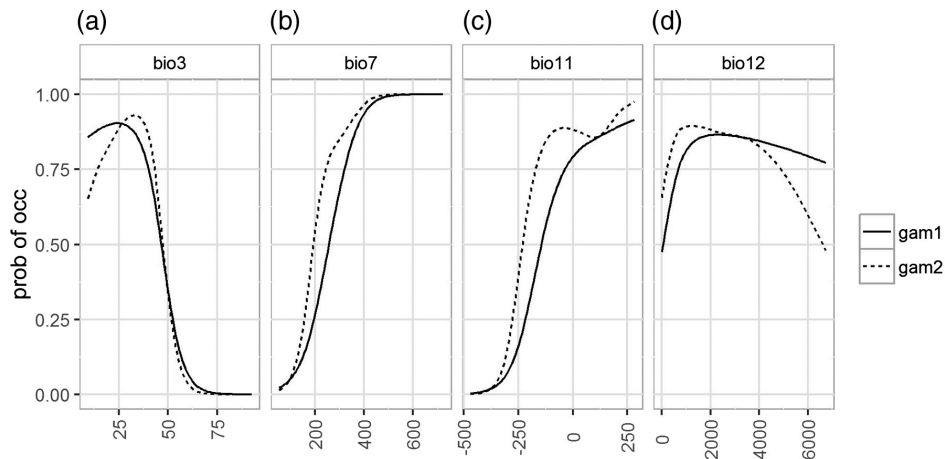 (a) (b) (c) (d)
bio3 bio7 bio11 bio12
prob of occ
1.00
0.75
0.50
0.25
0.00
25 50 75
200 400 600
-500 -250 0 250
0 2000 4000 6000
gam1
gam2